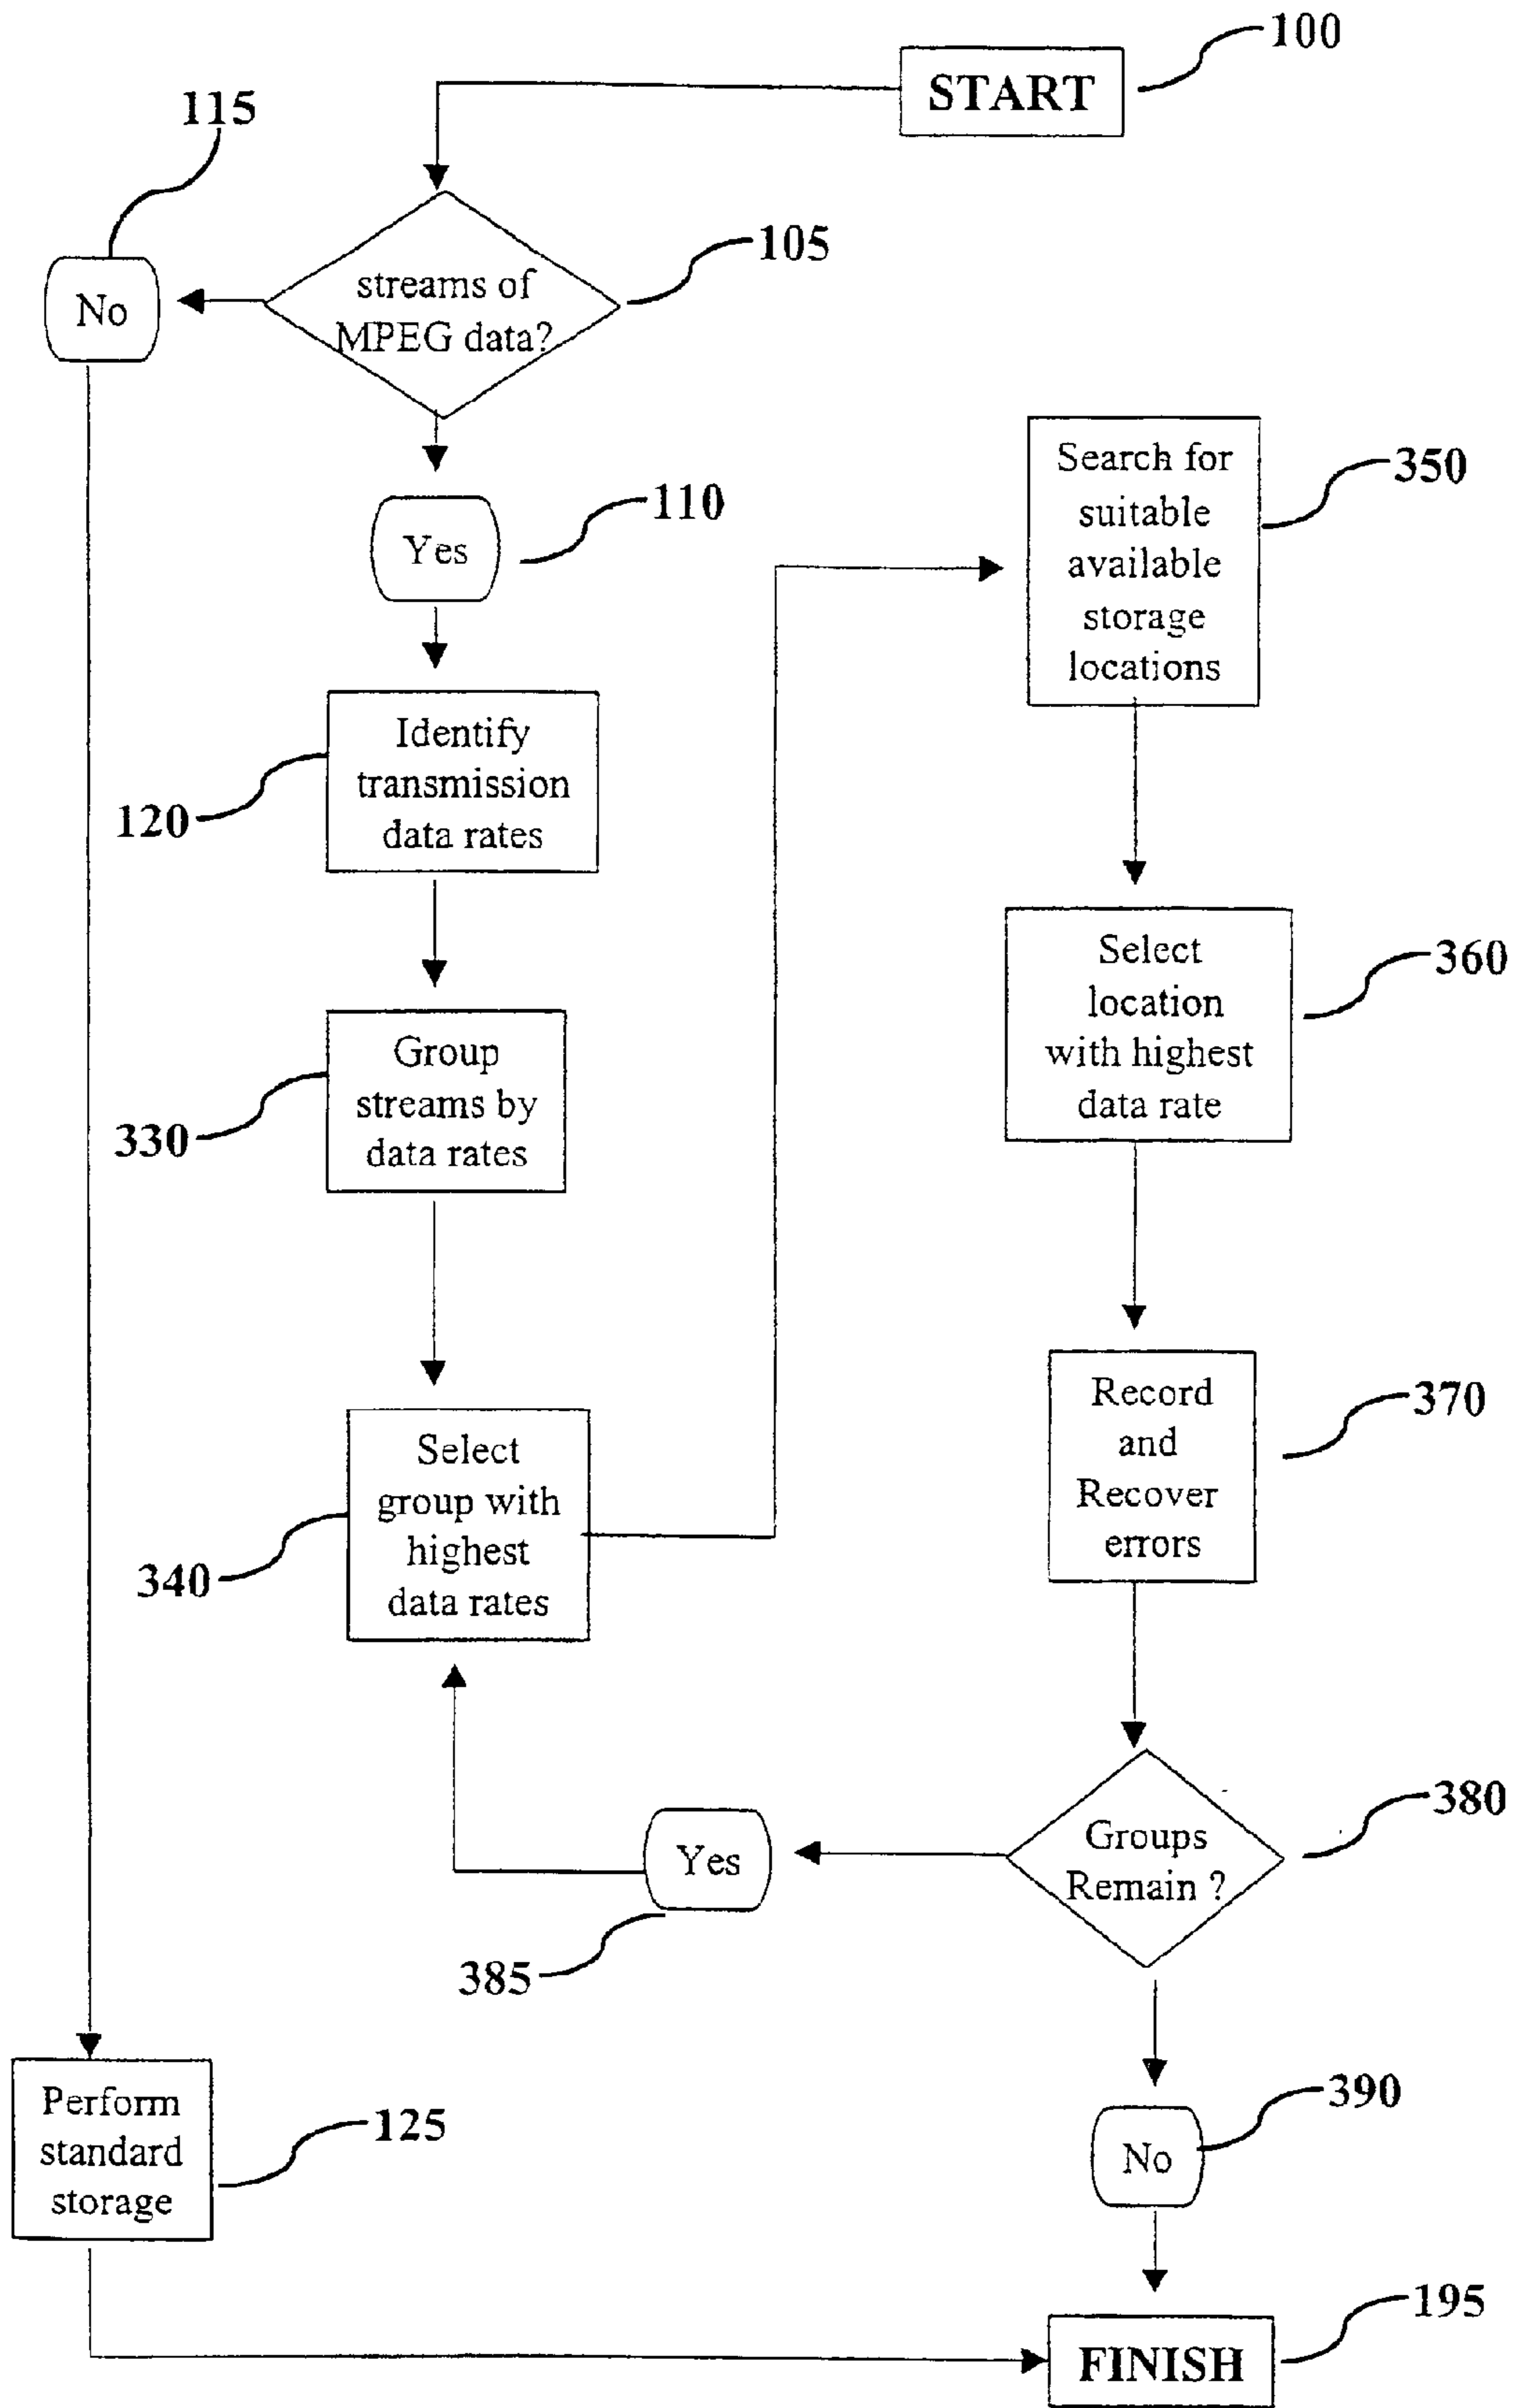 100
START
115
105
streams of
MPEG data?
No
110
Yes
Identify
transmission
data rates
120
Group
streams by
data rates
330
Select
group with
highest
data rates
340
Search for
suitable
available
storage
locations
350
Select
location
with highest
data rate
360
Record
and
Recover
errors
370
Groups
Remain ?
380
Yes
385
No
390
Perform
standard
storage
125
FINISH
195